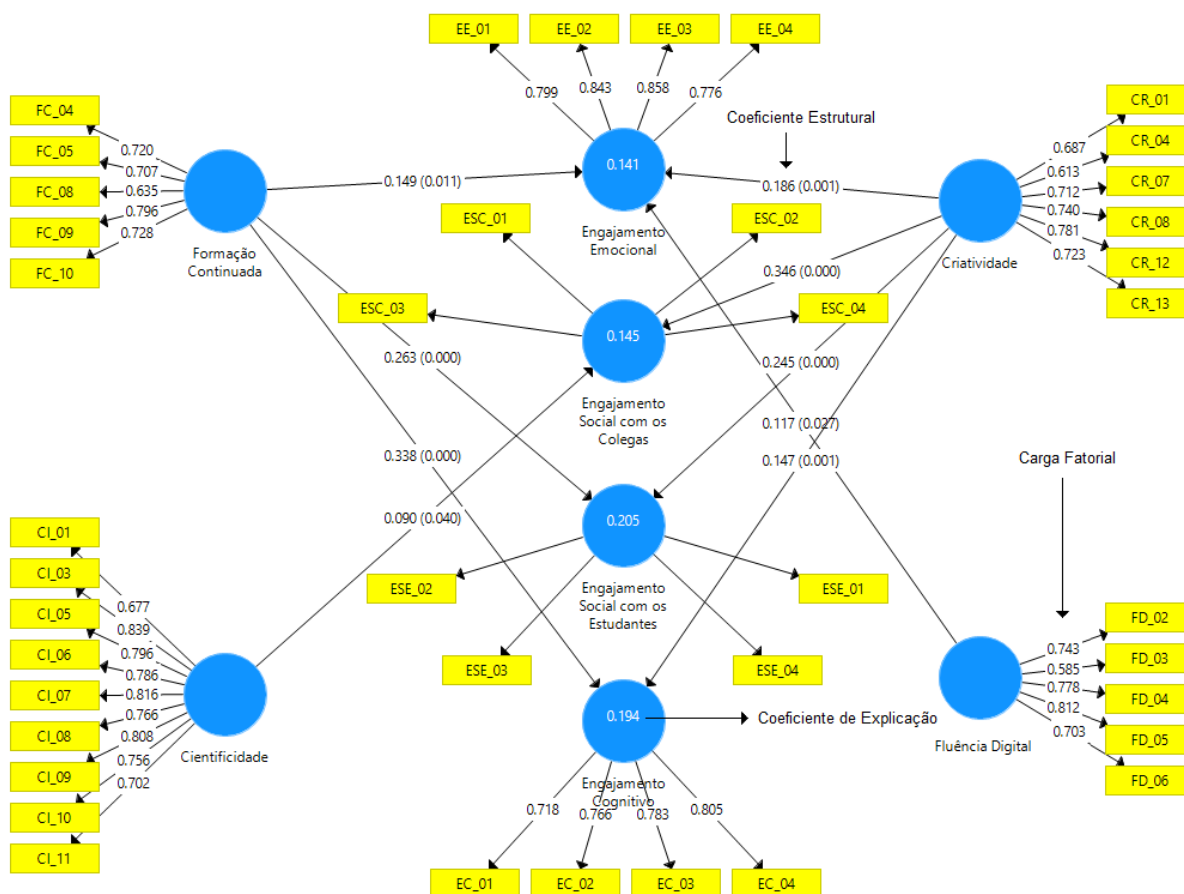 EE_01
EE_02
EE_03
EE_04
0.799
0.843
0.858
0.776
FC_04
FC_05
FC_08
FC_09
FC_10
0.720
0.707
0.635
0.796
0.728
Formação
Continuada
0.149 (0.011)
0.141
Engajamento
Emocional
Coeficiente Estrutural
0.186 (0.001)
CR_01
CR_04
CR_07
CR_08
CR_12
CR_13
0.687
0.613
0.712
0.740
0.781
0.723
Criatividade
ESC_01
ESC_02
ESC_03
ESC_04
0.346 (0.000)
0.145
Engajamento
Social com os
Colegas
0.263 (0.000)
0.245 (0.000)
0.338 (0.000)
0.117 (0.027)
0.147 (0.001)
0.090 (0.040)
Carga Fatorial
CI_01
CI_03
CI_05
CI_06
CI_07
CI_08
CI_09
CI_10
CI_11
0.677
0.839
0.796
0.786
0.816
0.766
0.808
0.756
0.702
Cientificidade
0.205
Engajamento
Social com os
Estudantes
ESE_02
ESE_01
ESE_03
ESE_04
FD_02
FD_03
FD_04
FD_05
FD_06
0.743
0.585
0.778
0.812
0.703
Fluência Digital
0.194
Coeficiente de Explicação
Engajamento
Cognitivo
0.718
0.766
0.783
0.805
EC_01
EC_02
EC_03
EC_04